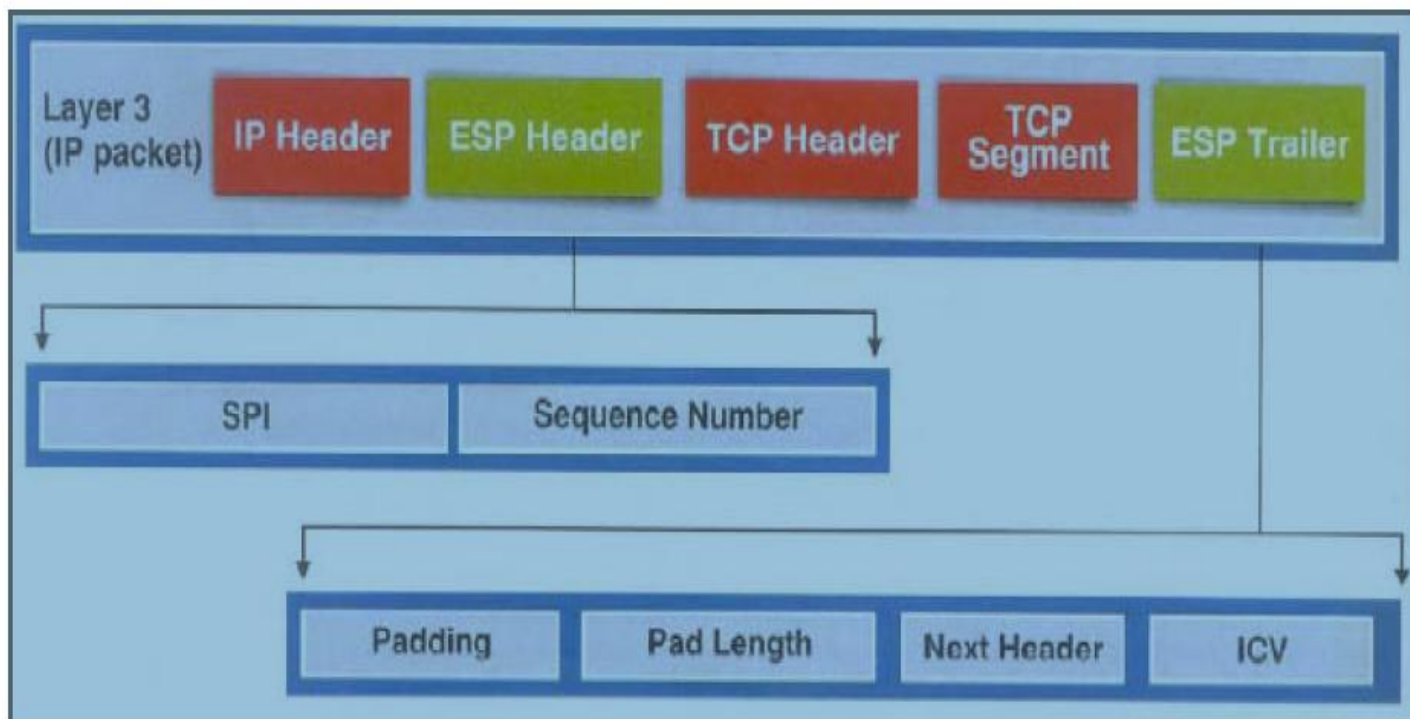 Layer 3
(IP packet)
IP Header
ESP Header
TCP Header
TCP
Segment
ESP Trailer
SPI
Sequence Number
Padding
Pad Length
Next Header
ICV